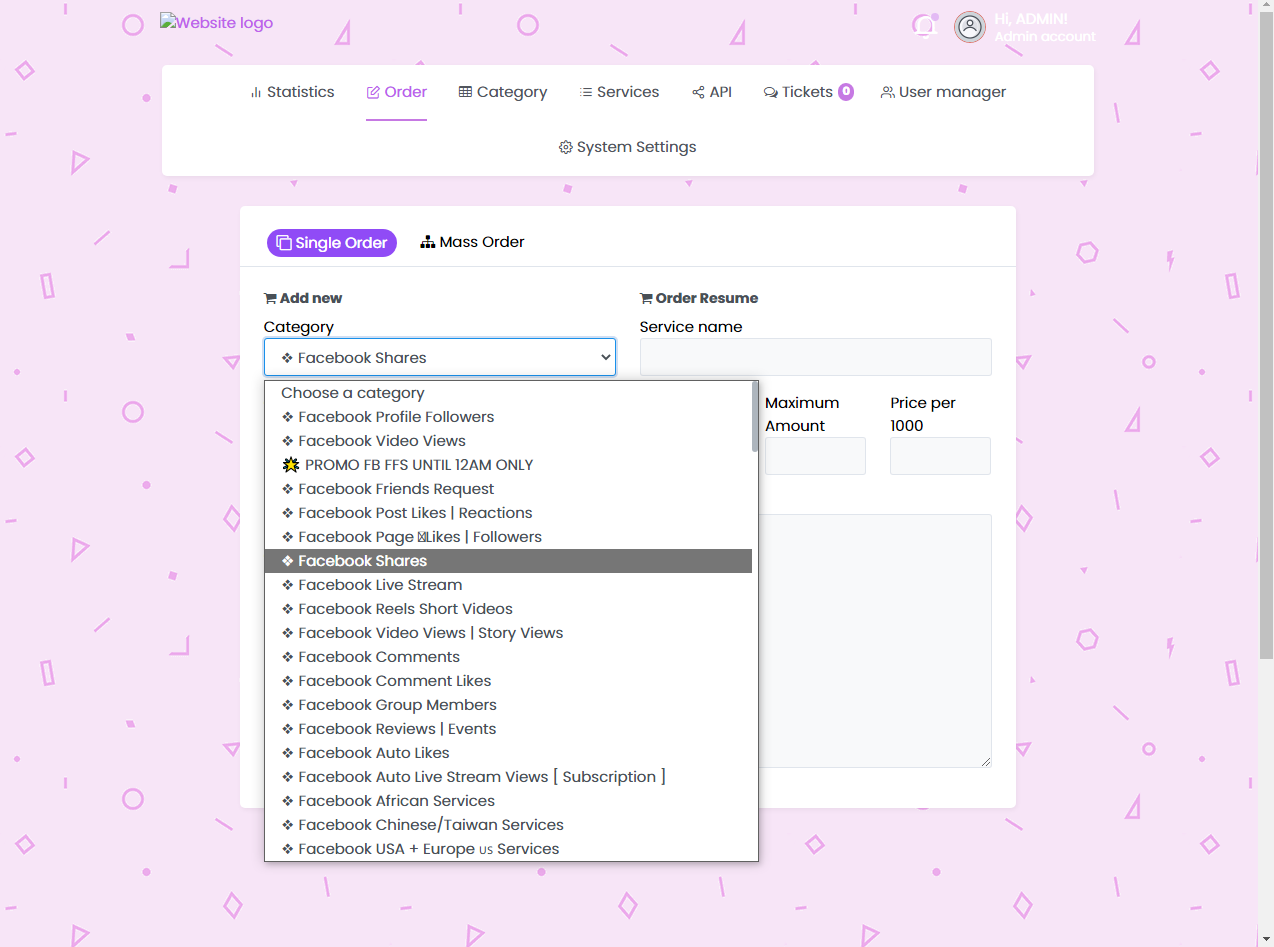 Website logo
Hi, ADMIN!
Admin account
Statistics Order Category Services API Tickets 0 User manager
System Settings
Single Order Mass Order
Add new
Category
❖ Facebook Shares
Order Resume
Service name
Maximum Amount
Price per 1000
Choose a category
❖ Facebook Profile Followers
❖ Facebook Video Views
🌟 PROMO FB FFS UNTIL 12AM ONLY
❖ Facebook Friends Request
❖ Facebook Post Likes | Reactions
❖ Facebook Page Likes | Followers
❖ Facebook Shares
❖ Facebook Live Stream
❖ Facebook Reels Short Videos
❖ Facebook Video Views | Story Views
❖ Facebook Comments
❖ Facebook Comment Likes
❖ Facebook Group Members
❖ Facebook Reviews | Events
❖ Facebook Auto Likes
❖ Facebook Auto Live Stream Views [ Subscription ]
❖ Facebook African Services
❖ Facebook Chinese/Taiwan Services
❖ Facebook USA + Europe US Services